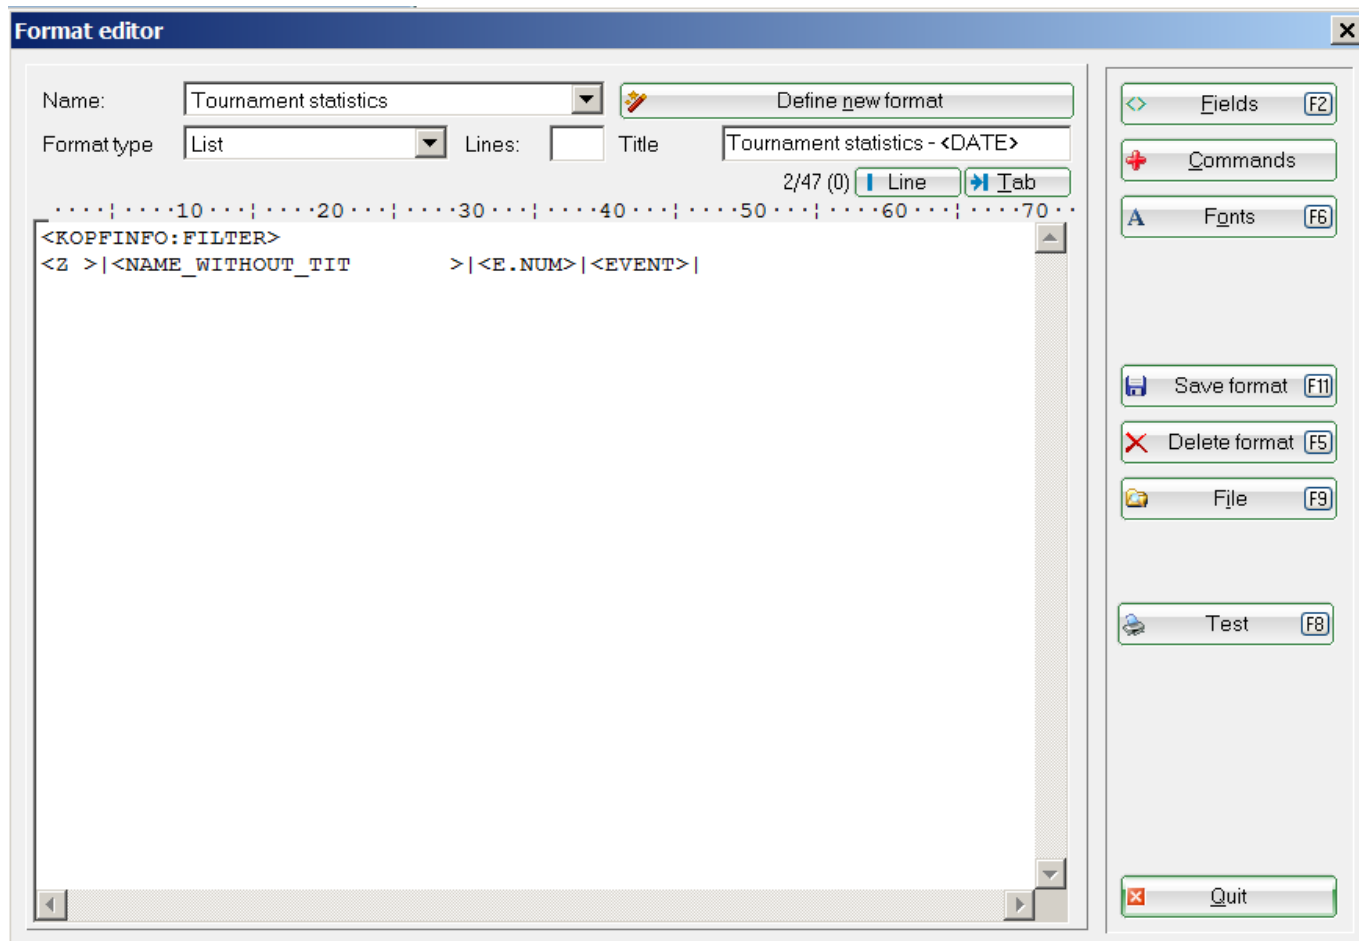 Format editor
Name: Tournament statistics Define new format
Format type List Lines: Title Tournament statistics - <DATE>
2/47 (0) Line Tab
····¦····10····¦····20····¦····30····¦····40····¦····50····¦····60····¦····70··
<KOPFINFO:FILTER>
<Z >|<NAME_WITHOUT_TIT       >|<E.NUM>|<EVENT>|
Fields F2
Commands
Fonts F6
Save format F11
Delete format F5
File F9
Test F8
Quit